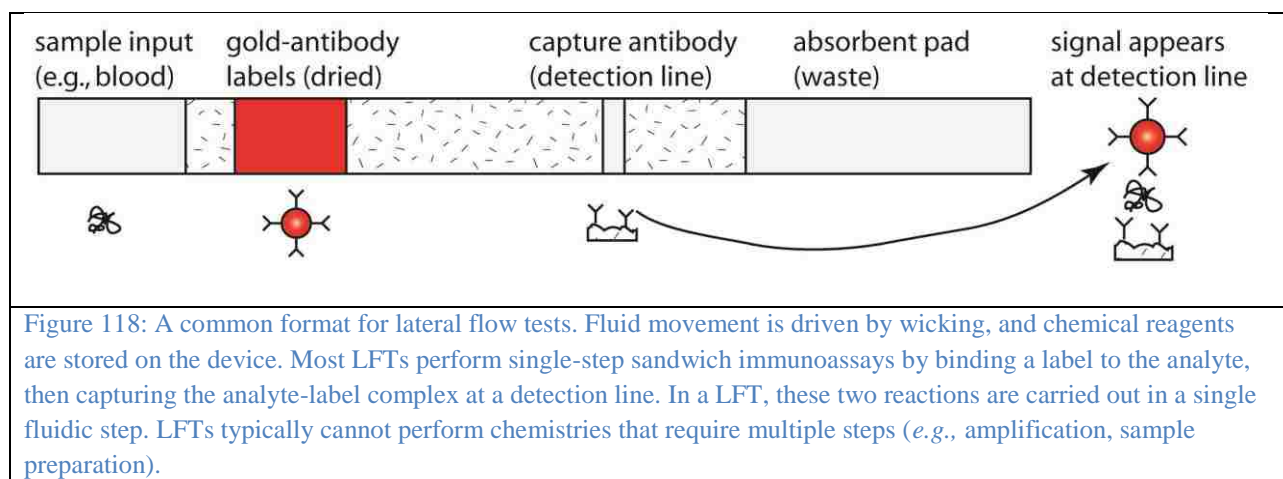 sample input
(e.g., blood)
gold-antibody
labels (dried)
capture antibody
(detection line)
absorbent pad
(waste)
signal appears
at detection line
Figure 118: A common format for lateral flow tests. Fluid movement is driven by wicking, and chemical reagents
are stored on the device. Most LFTs perform single-step sandwich immunoassays by binding a label to the analyte,
then capturing the analyte-label complex at a detection line. In a LFT, these two reactions are carried out in a single
fluidic step. LFTs typically cannot perform chemistries that require multiple steps (e.g., amplification, sample
preparation).